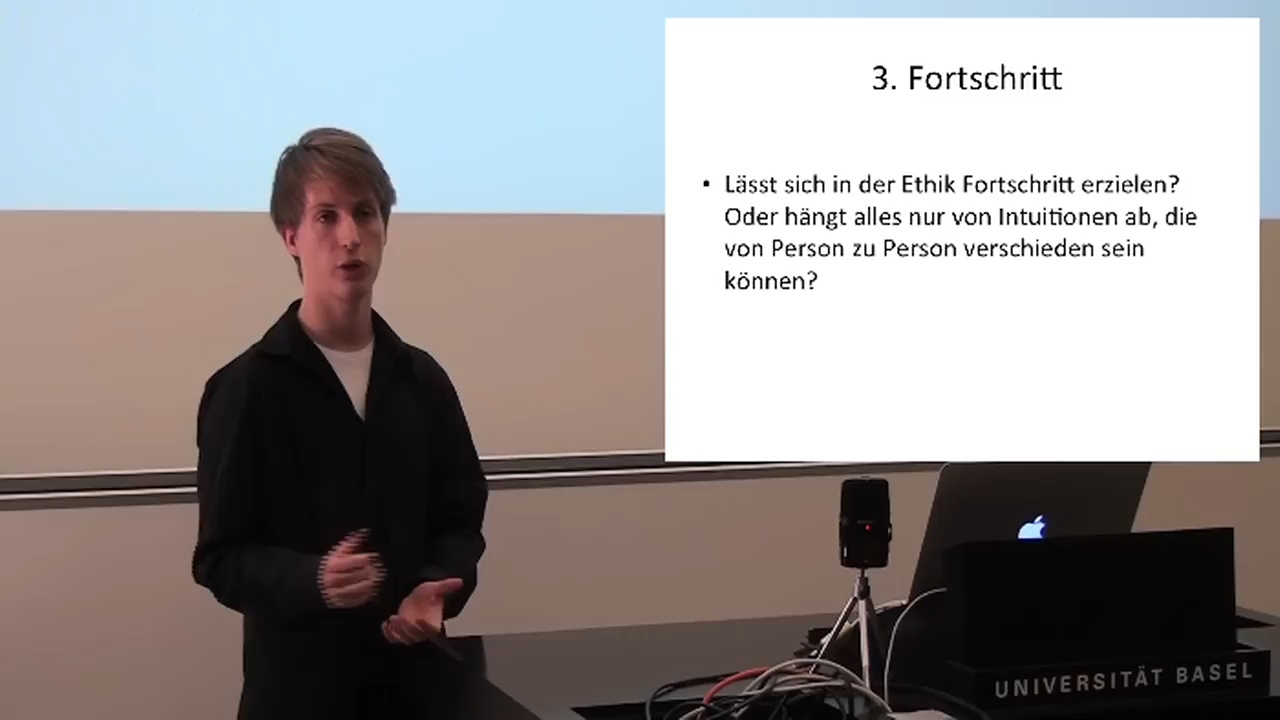 3. Fortschritt
• Lässt sich in der Ethik Fortschritt erzielen?
Oder hängt alles nur von Intuitionen ab, die
von Person zu Person verschieden sein
können?
UNIVERSITÄT BASEL